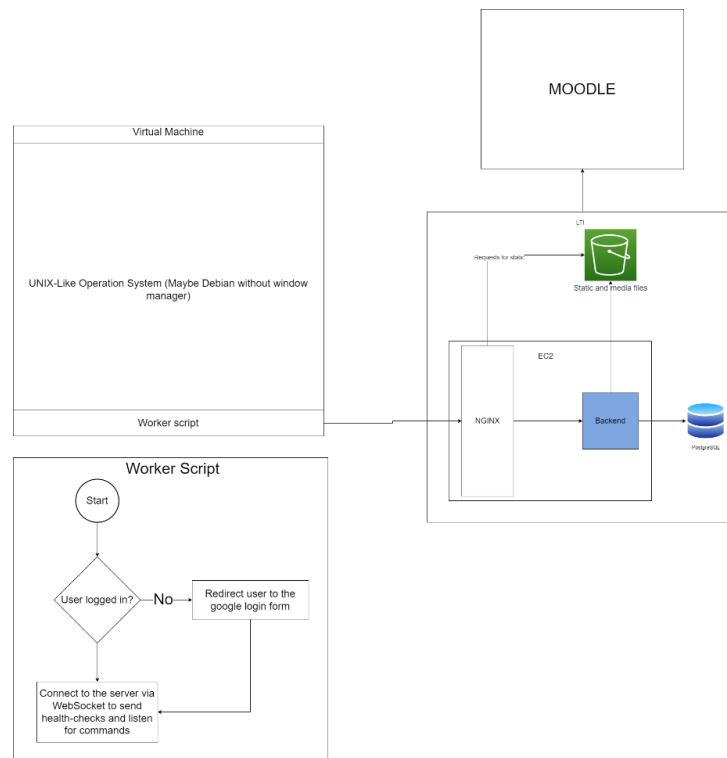 MOODLE
Virtual Machine
UNIX-Like Operation System (Maybe Debian without window
manager)
Worker script
LTI
Requests for static
Static and media files
EC2
NGINX
Backend
PostgreSQL
Worker Script
Start
User logged in?
No
Redirect user to the
google login form
Connect to the server via
WebSocket to send
health-checks and listen
for commands